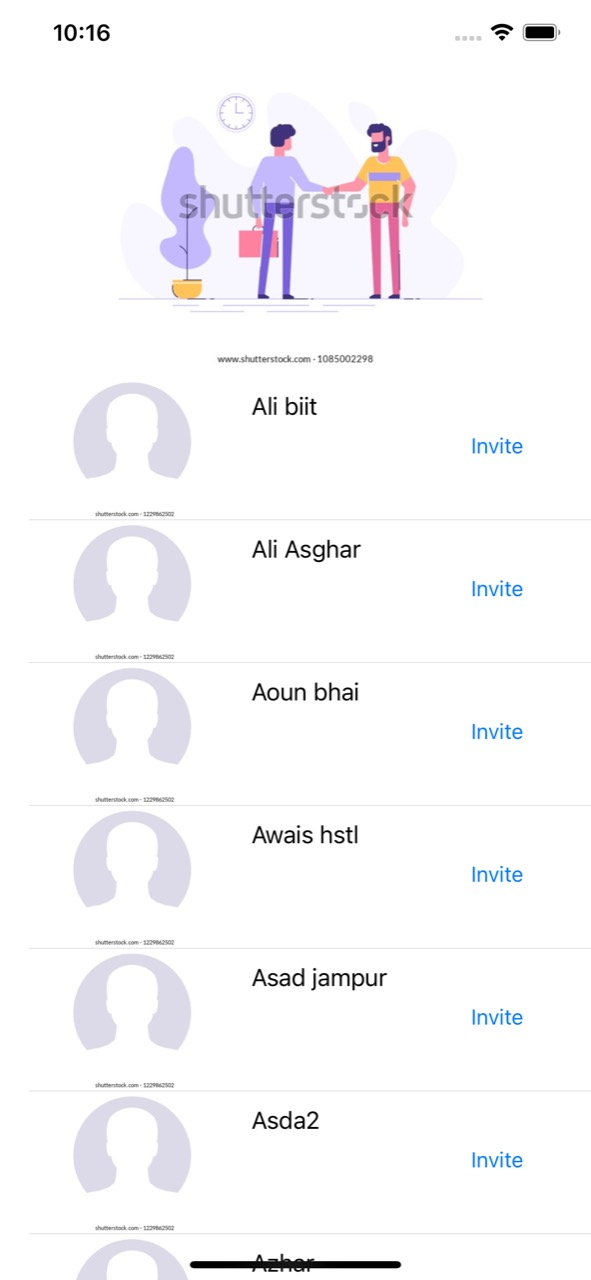 10:16
shutterstock
www.shutterstock.com · 1085002298
Ali biit
Invite
shutterstock.com · 1229862502
Ali Asghar
Invite
shutterstock.com · 1229862502
Aoun bhai
Invite
shutterstock.com · 1229862502
Awais hstl
Invite
shutterstock.com · 1229862502
Asad jampur
Invite
shutterstock.com · 1229862502
Asda2
Invite
shutterstock.com · 1229862502
Azhar